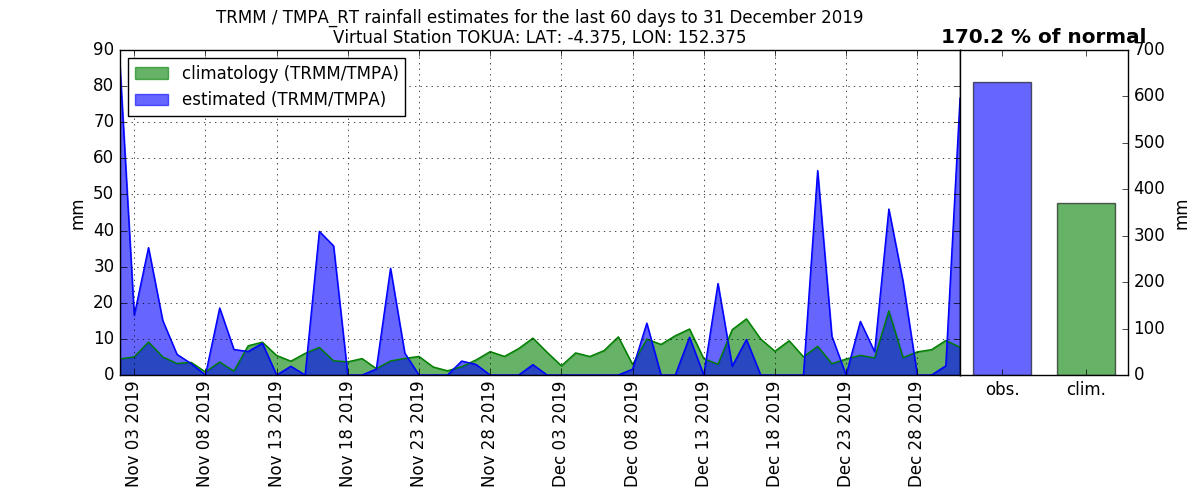 TRMM / TMPA_RT rainfall estimates for the last 60 days to 31 December 2019
Virtual Station TOKUA: LAT: -4.375, LON: 152.375
170.2 % of normal
climatology (TRMM/TMPA)
estimated (TRMM/TMPA)
90
80
70
60
50
40
30
20
10
0
mm
Nov 03 2019
Nov 08 2019
Nov 13 2019
Nov 18 2019
Nov 23 2019
Nov 28 2019
Dec 03 2019
Dec 08 2019
Dec 13 2019
Dec 18 2019
Dec 23 2019
Dec 28 2019
obs.
clim.
700
600
500
400
300
200
100
0
mm